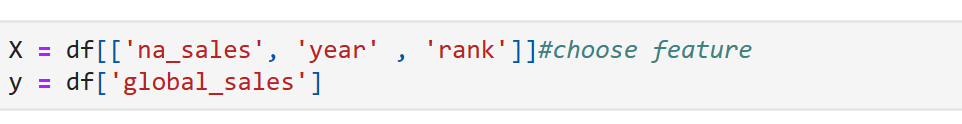 X = df[['na_sales', 'year' , 'rank']]#choose feature
y = df['global_sales']